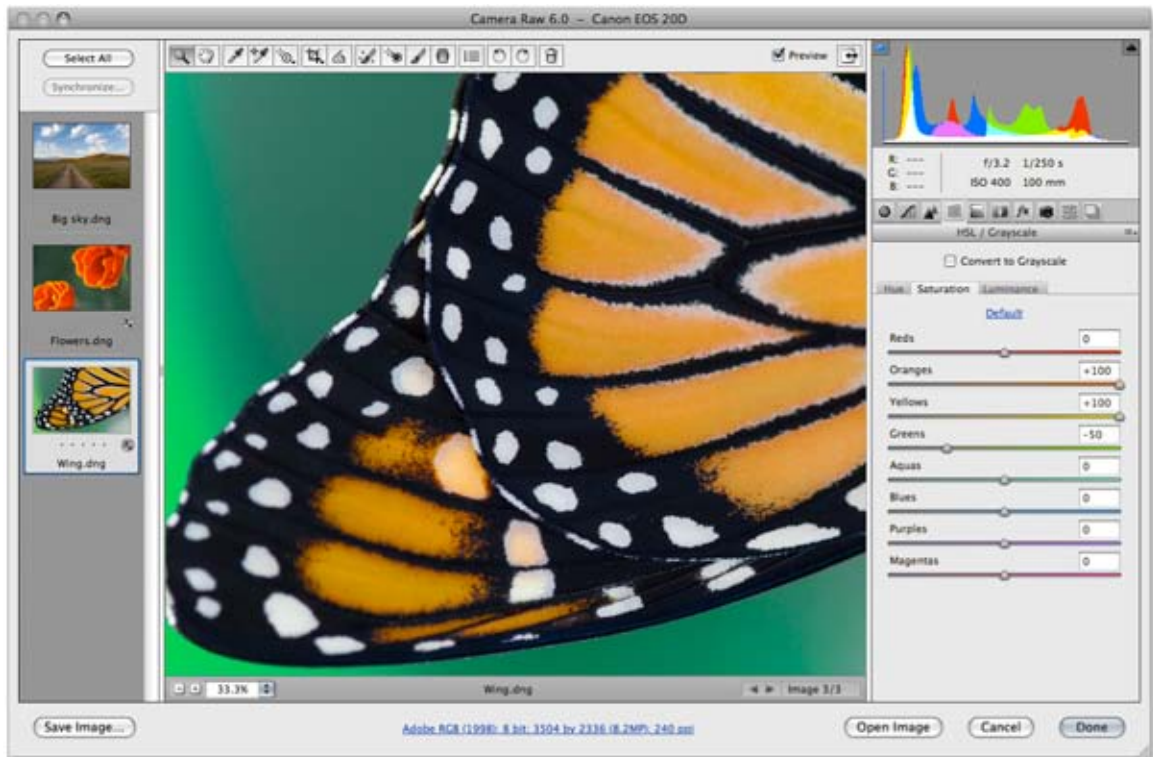 Camera Raw 6.0 – Canon EOS 20D
Select All
Synchronize...
Big sky.dng
Flowers.dng
Wing.dng
Preview
R: ---
G: ---
B: ---
f/3.2 1/250 s
ISO 400 100 mm
HSL / Grayscale
Convert to Grayscale
Hue Saturation Luminance
Default
Reds 0
Oranges +100
Yellows +100
Greens -50
Aquas 0
Blues 0
Purples 0
Magentas 0
33.3%
Wing.dng
Image 3/3
Save Image...
Adobe RGB (1998); 8 bit; 3504 by 2336 (8.2MP); 240 ppi
Open Image
Cancel
Done